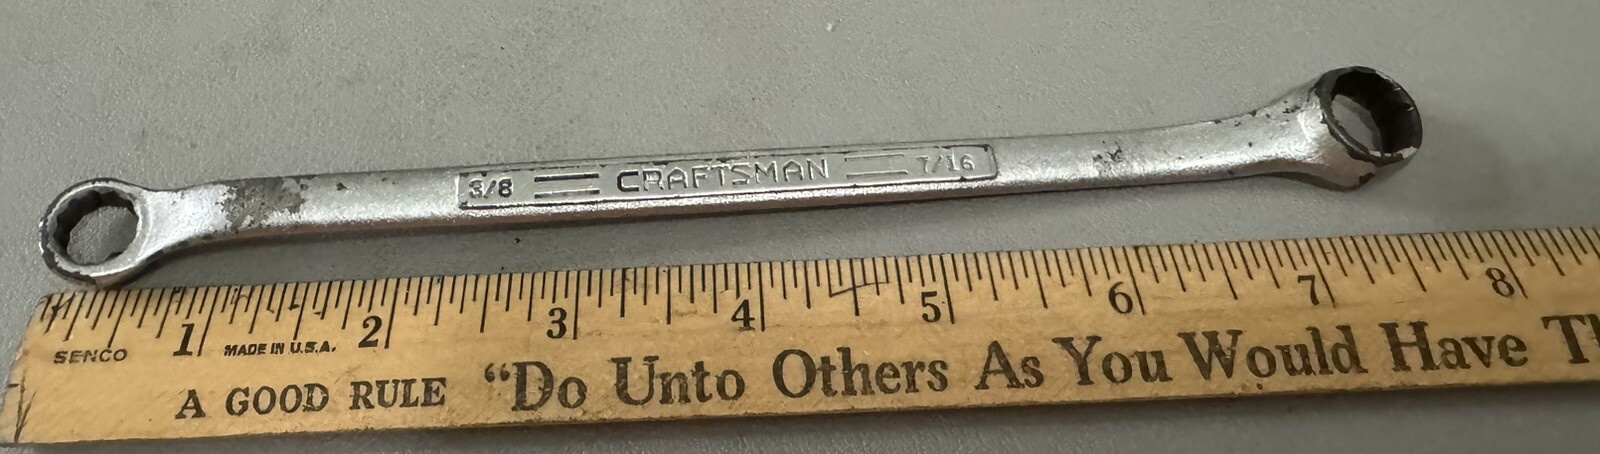 3/8 CRAFTSMAN 7/16
1 2 3 4 5 6 7 8
SENCO MADE IN U.S.A.
A GOOD RULE "Do Unto Others As You Would Have